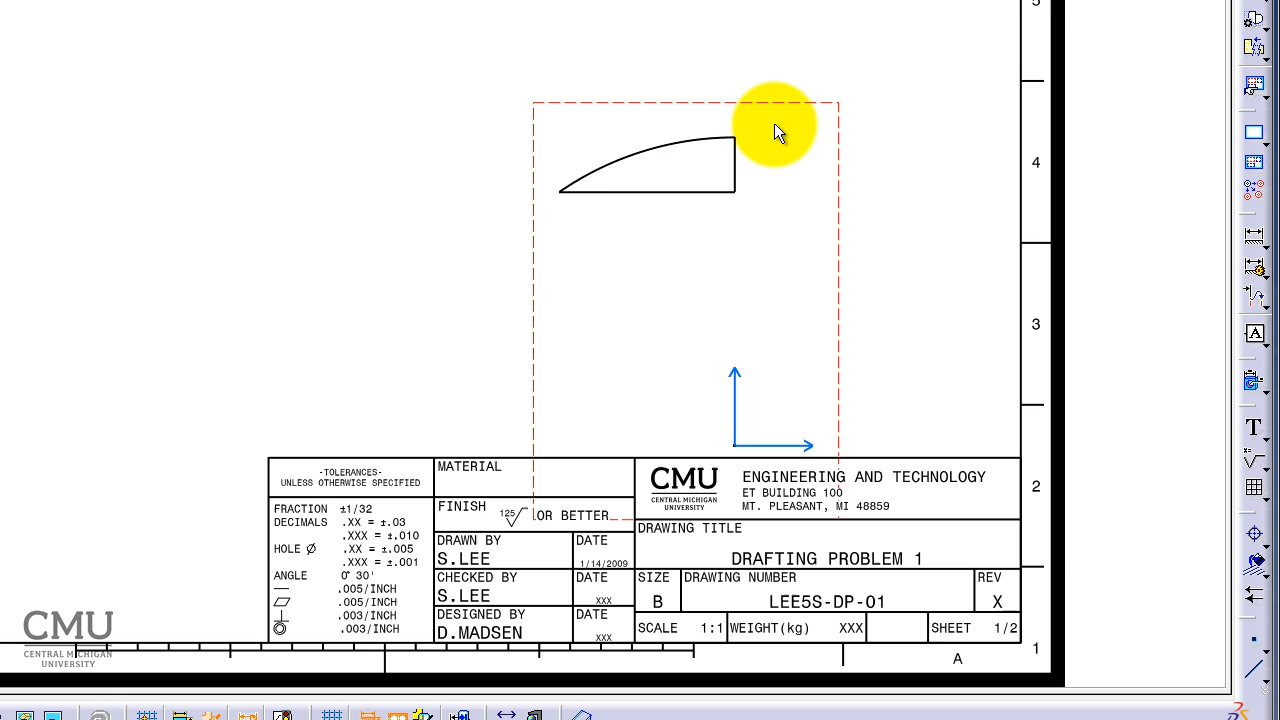 5
4
3
2
1
A
-TOLERANCES-
UNLESS OTHERWISE SPECIFIED
FRACTION ±1/32
DECIMALS .XX = ±.03
.XXX = ±.010
HOLE Ø .XX = ±.005
.XXX = ±.001
ANGLE 0° 30'
.005/INCH
.005/INCH
.003/INCH
.003/INCH
MATERIAL
FINISH 125 OR BETTER
DRAWN BY DATE
S.LEE 1/14/2009
CHECKED BY DATE
S.LEE XXX
DESIGNED BY DATE
D.MADSEN XXX
CMU
CENTRAL MICHIGAN
UNIVERSITY
ENGINEERING AND TECHNOLOGY
ET BUILDING 100
MT. PLEASANT, MI 48859
DRAWING TITLE
DRAFTING PROBLEM 1
SIZE DRAWING NUMBER REV
B LEE5S-DP-01 X
SCALE 1:1 WEIGHT(kg) XXX SHEET 1/2
CMU
CENTRAL MICHIGAN
UNIVERSITY
A
T